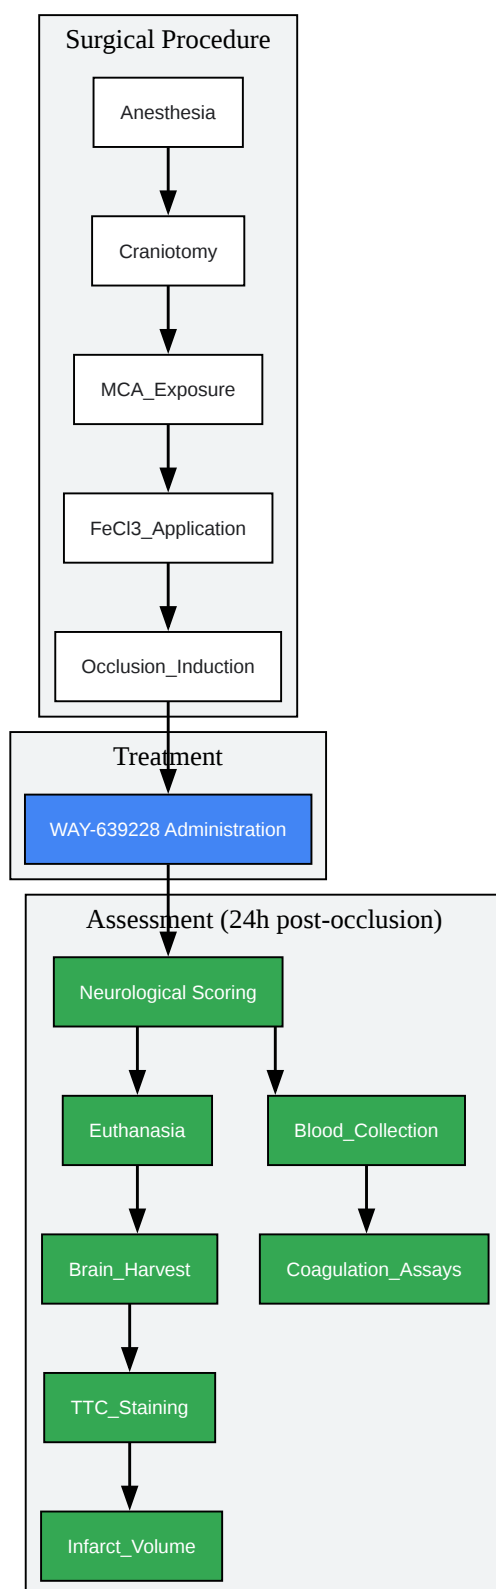 Surgical Procedure
Anesthesia
Craniotomy
MCA_Exposure
FeCl3_Application
Occlusion_Induction
Treatment
WAY-639228 Administration
Assessment (24h post-occlusion)
Neurological Scoring
Euthanasia
Blood_Collection
Brain_Harvest
Coagulation_Assays
TTC_Staining
Infarct_Volume